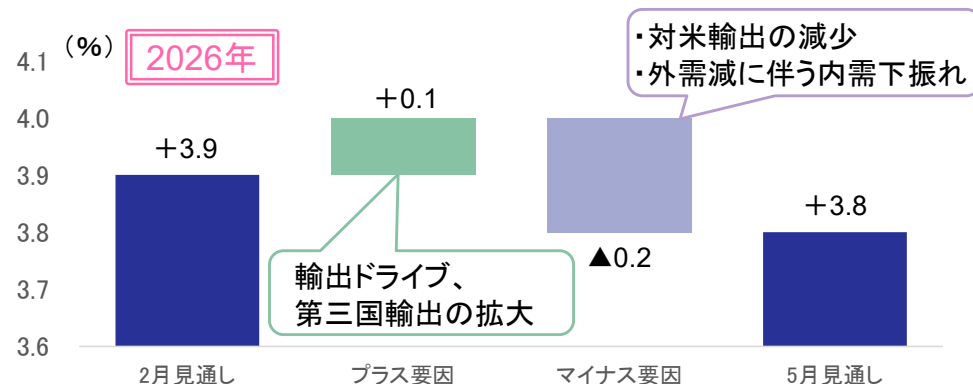 (%)
2026年
・対米輸出の減少
・外需減に伴う内需下振れ
4.1
4.0
3.9
3.8
3.7
3.6
+3.9
+0.1
▲0.2
+3.8
輸出ドライブ、
第三国輸出の拡大
2月見通し
プラス要因
マイナス要因
5月見通し